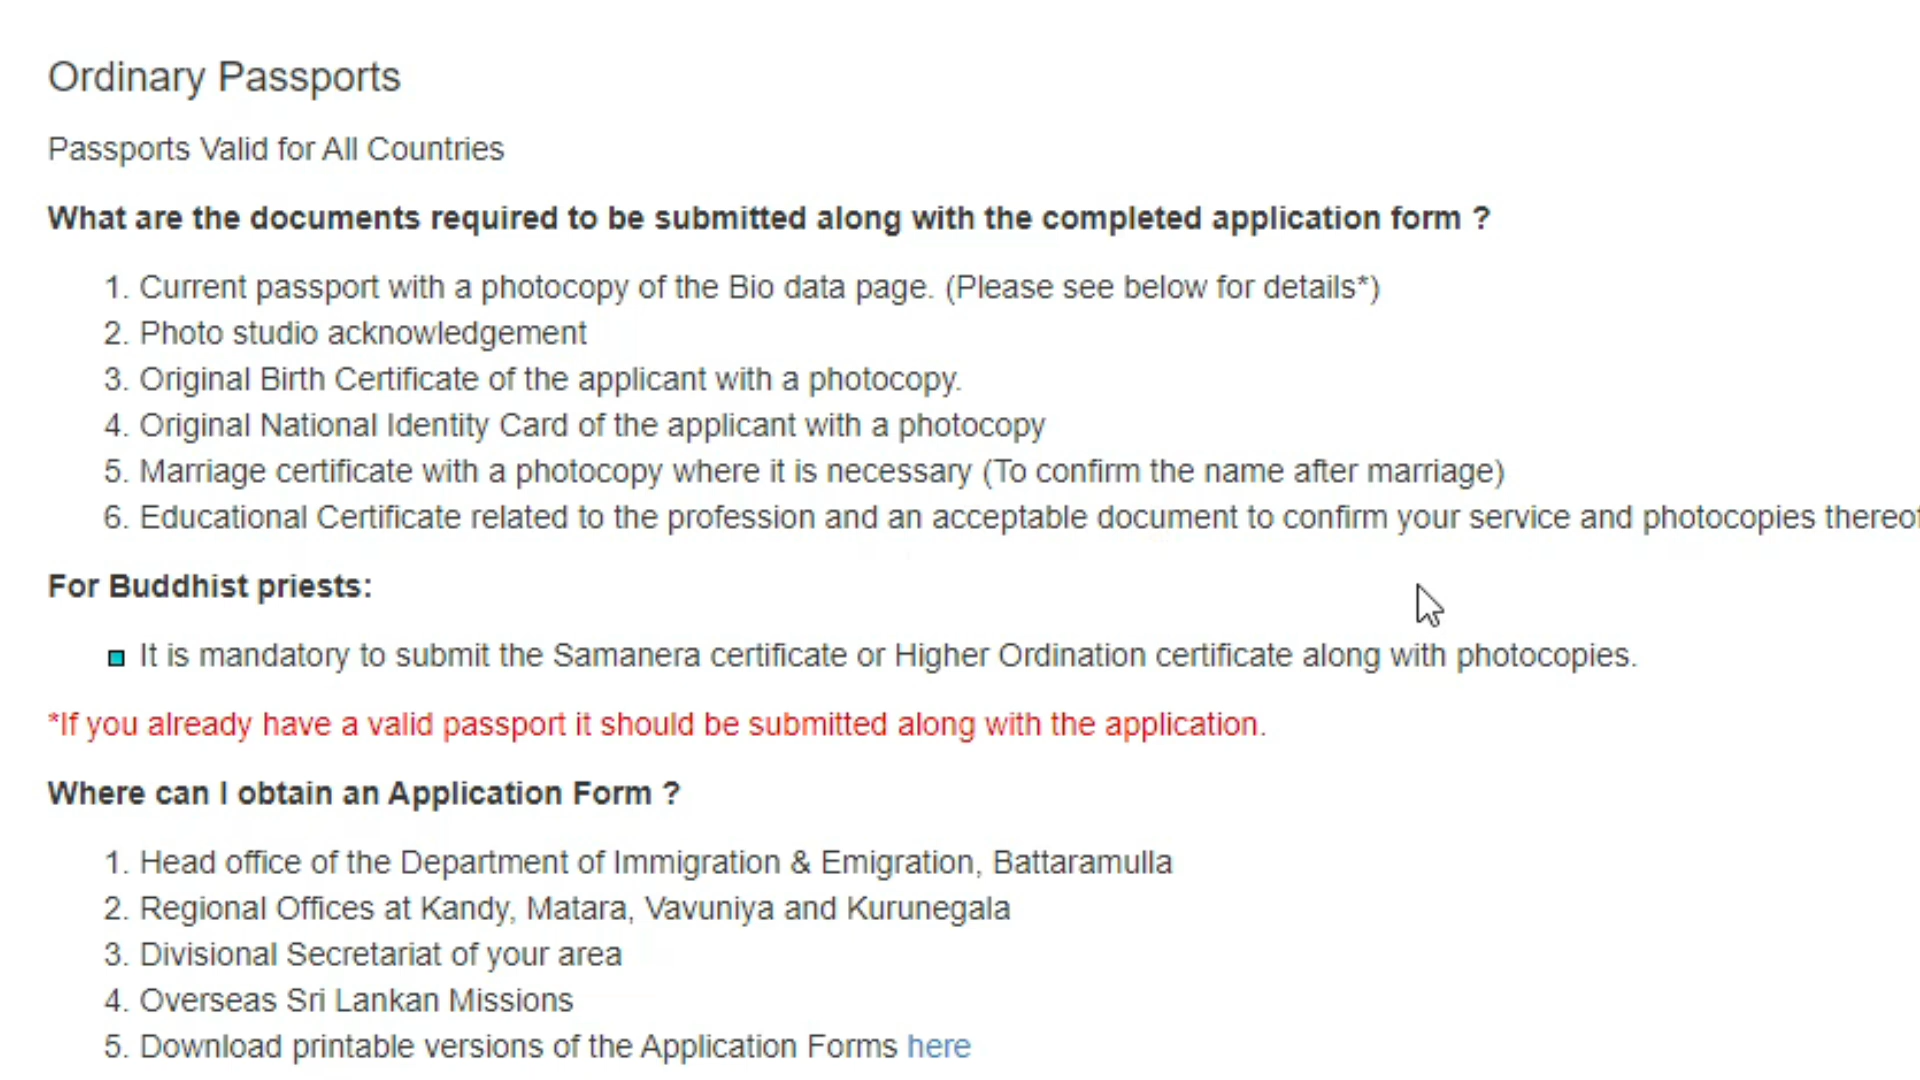 Ordinary Passports
Passports Valid for All Countries
What are the documents required to be submitted along with the completed application form ?
1. Current passport with a photocopy of the Bio data page. (Please see below for details*)
2. Photo studio acknowledgement
3. Original Birth Certificate of the applicant with a photocopy.
4. Original National Identity Card of the applicant with a photocopy
5. Marriage certificate with a photocopy where it is necessary (To confirm the name after marriage)
6. Educational Certificate related to the profession and an acceptable document to confirm your service and photocopies thereof
For Buddhist priests:
It is mandatory to submit the Samanera certificate or Higher Ordination certificate along with photocopies.
*If you already have a valid passport it should be submitted along with the application.
Where can I obtain an Application Form ?
1. Head office of the Department of Immigration & Emigration, Battaramulla
2. Regional Offices at Kandy, Matara, Vavuniya and Kurunegala
3. Divisional Secretariat of your area
4. Overseas Sri Lankan Missions
5. Download printable versions of the Application Forms here